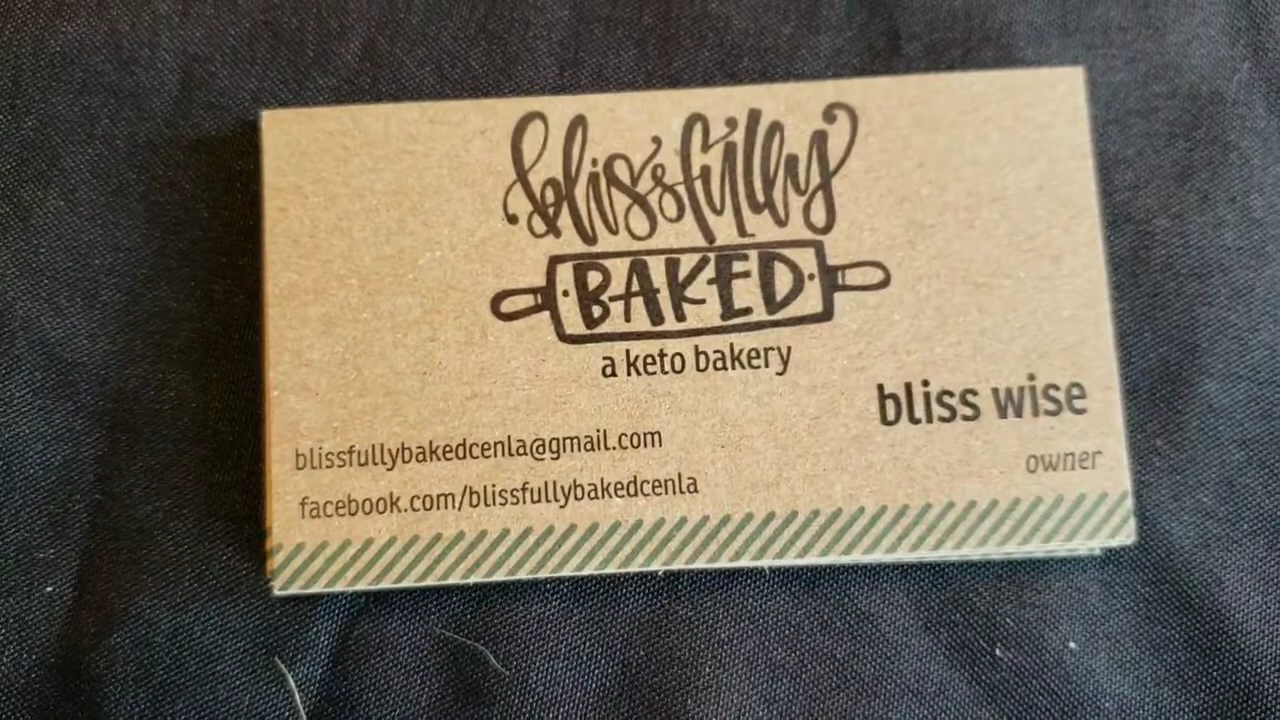 blissfully
BAKED
a keto bakery
bliss wise
owner
blissfullybakedcenla@gmail.com
facebook.com/blissfullybakedcenla